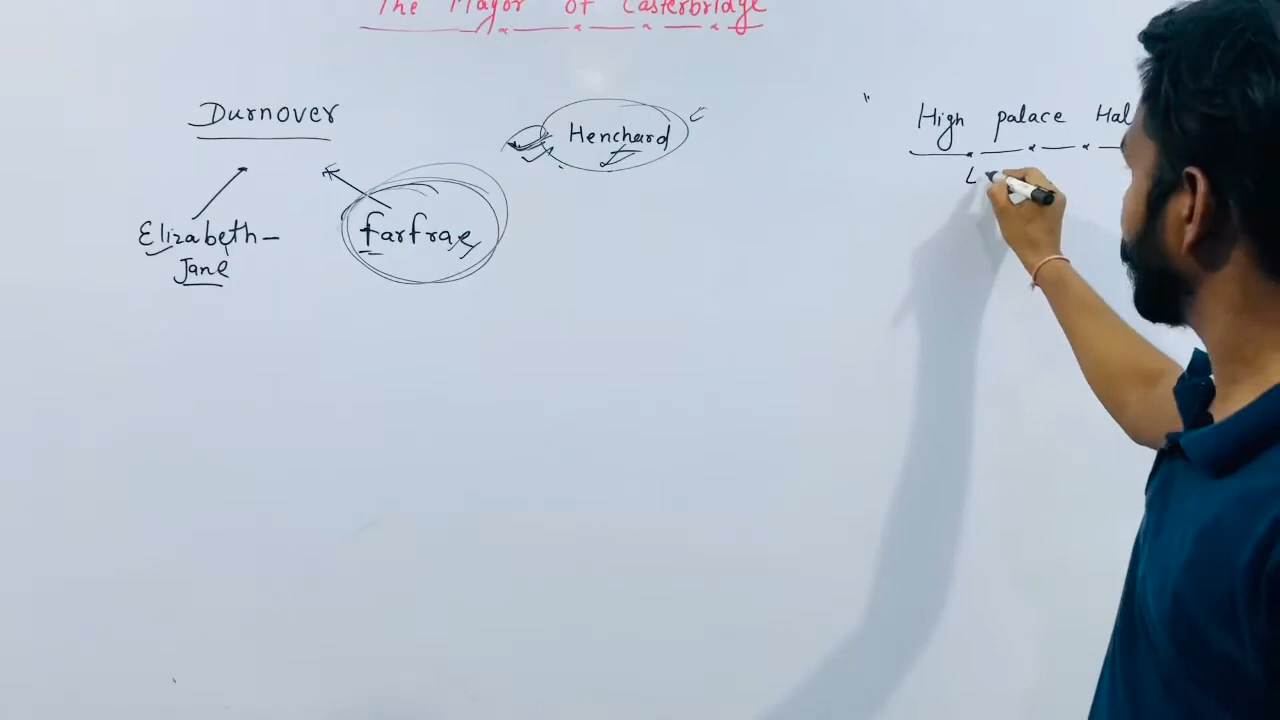 The Mayor of Casterbridge
Durnover
Henchard
High palace Hal
L
Elizabeth-
Jane
farfrae